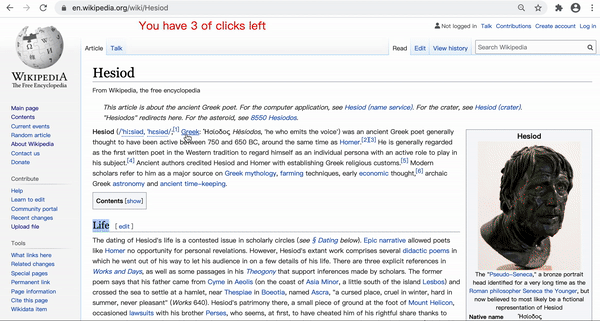 en.wikipedia.org/wiki/Hesiod
You have 3 of clicks left
Not logged in Talk Contributions Create account Log in
Article Talk
Read Edit View history
Search Wikipedia
WIKIPEDIA
The Free Encyclopedia
Main page
Contents
Current events
Random article
About Wikipedia
Contact us
Donate
Contribute
Help
Learn to edit
Community portal
Recent changes
Upload file
Tools
What links here
Related changes
Special pages
Permanent link
Page information
Cite this page
Wikidata item
Hesiod
From Wikipedia, the free encyclopedia
This article is about the ancient Greek poet. For the computer application, see Hesiod (name service). For the crater, see Hesiod (crater).
"Hesiodus" redirects here. For the asteroid, see 8550 Hesiodos.
Hesiod (/ˈhiːsiəd, ˈhɛsiəd/;[1] Greek: Ἡσίοδος Hēsíodos, 'he who emits the voice') was an ancient Greek poet generally
thought to have been active between 750 and 650 BC, around the same time as Homer.[2][3] He is generally regarded
as the first written poet in the Western tradition to regard himself as an individual persona with an active role to play in
his subject.[4] Ancient authors credited Hesiod and Homer with establishing Greek religious customs.[5] Modern
scholars refer to him as a major source on Greek mythology, farming techniques, early economic thought,[6] archaic
Greek astronomy and ancient time-keeping.
Contents [show]
Life [ edit ]
The dating of Hesiod's life is a contested issue in scholarly circles (see § Dating below). Epic narrative allowed poets
like Homer no opportunity for personal revelations. However, Hesiod's extant work comprises several didactic poems in
which he went out of his way to let his audience in on a few details of his life. There are three explicit references in
Works and Days, as well as some passages in his Theogony that support inferences made by scholars. The former
poem says that his father came from Cyme in Aeolis (on the coast of Asia Minor, a little south of the island Lesbos) and
crossed the sea to settle at a hamlet, near Thespiae in Boeotia, named Ascra, "a cursed place, cruel in winter, hard in
summer, never pleasant" (Works 640). Hesiod's patrimony there, a small piece of ground at the foot of Mount Helicon,
occasioned lawsuits with his brother Perses, who seems, at first, to have cheated him of his rightful share thanks to
Hesiod
The "Pseudo-Seneca," a bronze portrait
head identified for a very long time as the
Roman philosopher Seneca the Younger, but
now believed to most likely be a fictional
representation of Hesiod
Native name Ἡσίοδος